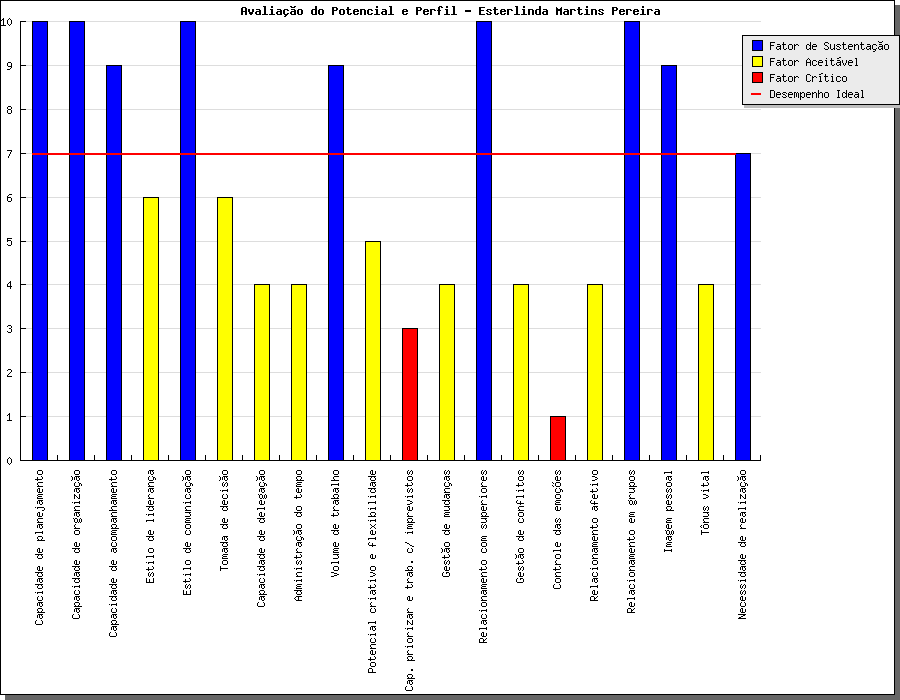 Avaliação do Potencial e Perfil - Esterlinda Martins Pereira
Fator de Sustentação
Fator Aceitável
Fator Crítico
Desempenho Ideal
10
9
8
7
6
5
4
3
2
1
0
Capacidade de planejamento
Capacidade de organização
Capacidade de acompanhamento
Estilo de liderança
Estilo de comunicação
Tomada de decisão
Capacidade de delegação
Administração do tempo
Volume de trabalho
Potencial criativo e flexibilidade
Cap. priorizar e trab. c/ imprevistos
Gestão de mudanças
Relacionamento com superiores
Gestão de conflitos
Controle das emoções
Relacionamento afetivo
Relacionamento em grupos
Imagem pessoal
Tônus vital
Necessidade de realização